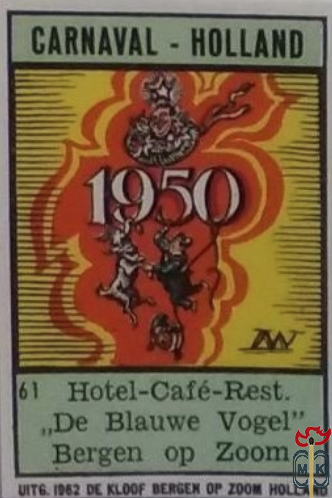 CARNAVAL - HOLLAND
1950
61 Hotel-Café-Rest.
„De Blauwe Vogel”
Bergen op Zoom
UITG. 1962 DE KLOOF BERGEN OP ZOOM HOLLAND
MK